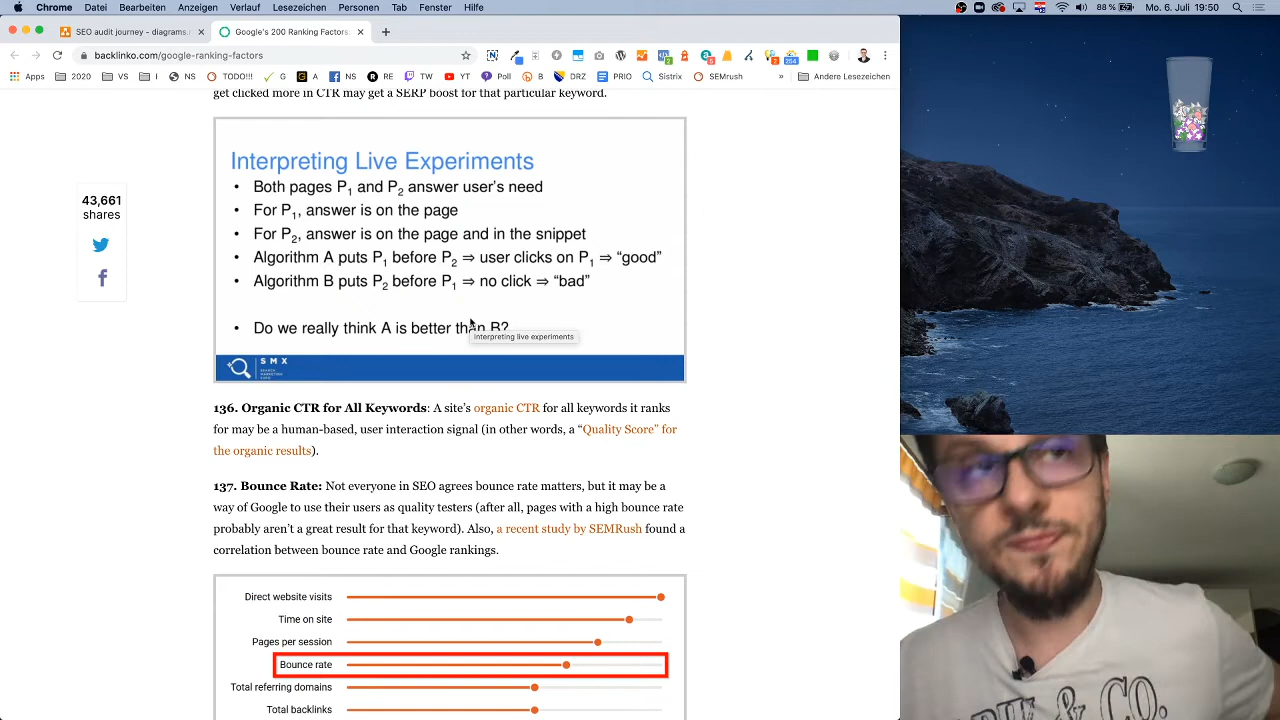 Chrome Datei Bearbeiten Anzeigen Verlauf Lesezeichen Personen Tab Fenster Hilfe 88 % Mo. 6. Juli 19:50
SEO audit journey - diagrams. Google's 200 Ranking Factors:
backlinko.com/google-ranking-factors
Apps 2020 VS I NS TODO!!! G A NS RE TW YT Poll B DRZ PRIO Sistrix SEMrush » Andere Lesezeichen
get clicked more in CTR may get a SERP boost for that particular keyword.
43,661
shares
Interpreting Live Experiments
• Both pages P1 and P2 answer user's need
• For P1, answer is on the page
• For P2, answer is on the page and in the snippet
• Algorithm A puts P1 before P2 ⇒ user clicks on P1 ⇒ “good”
• Algorithm B puts P2 before P1 ⇒ no click ⇒ “bad”
• Do we really think A is better than B?
Interpreting live experiments
SMX
136. Organic CTR for All Keywords: A site’s organic CTR for all keywords it ranks
for may be a human-based, user interaction signal (in other words, a “Quality Score” for
the organic results).
137. Bounce Rate: Not everyone in SEO agrees bounce rate matters, but it may be a
way of Google to use their users as quality testers (after all, pages with a high bounce rate
probably aren’t a great result for that keyword). Also, a recent study by SEMRush found a
correlation between bounce rate and Google rankings.
Direct website visits
Time on site
Pages per session
Bounce rate
Total referring domains
Total backlinks
& CO.